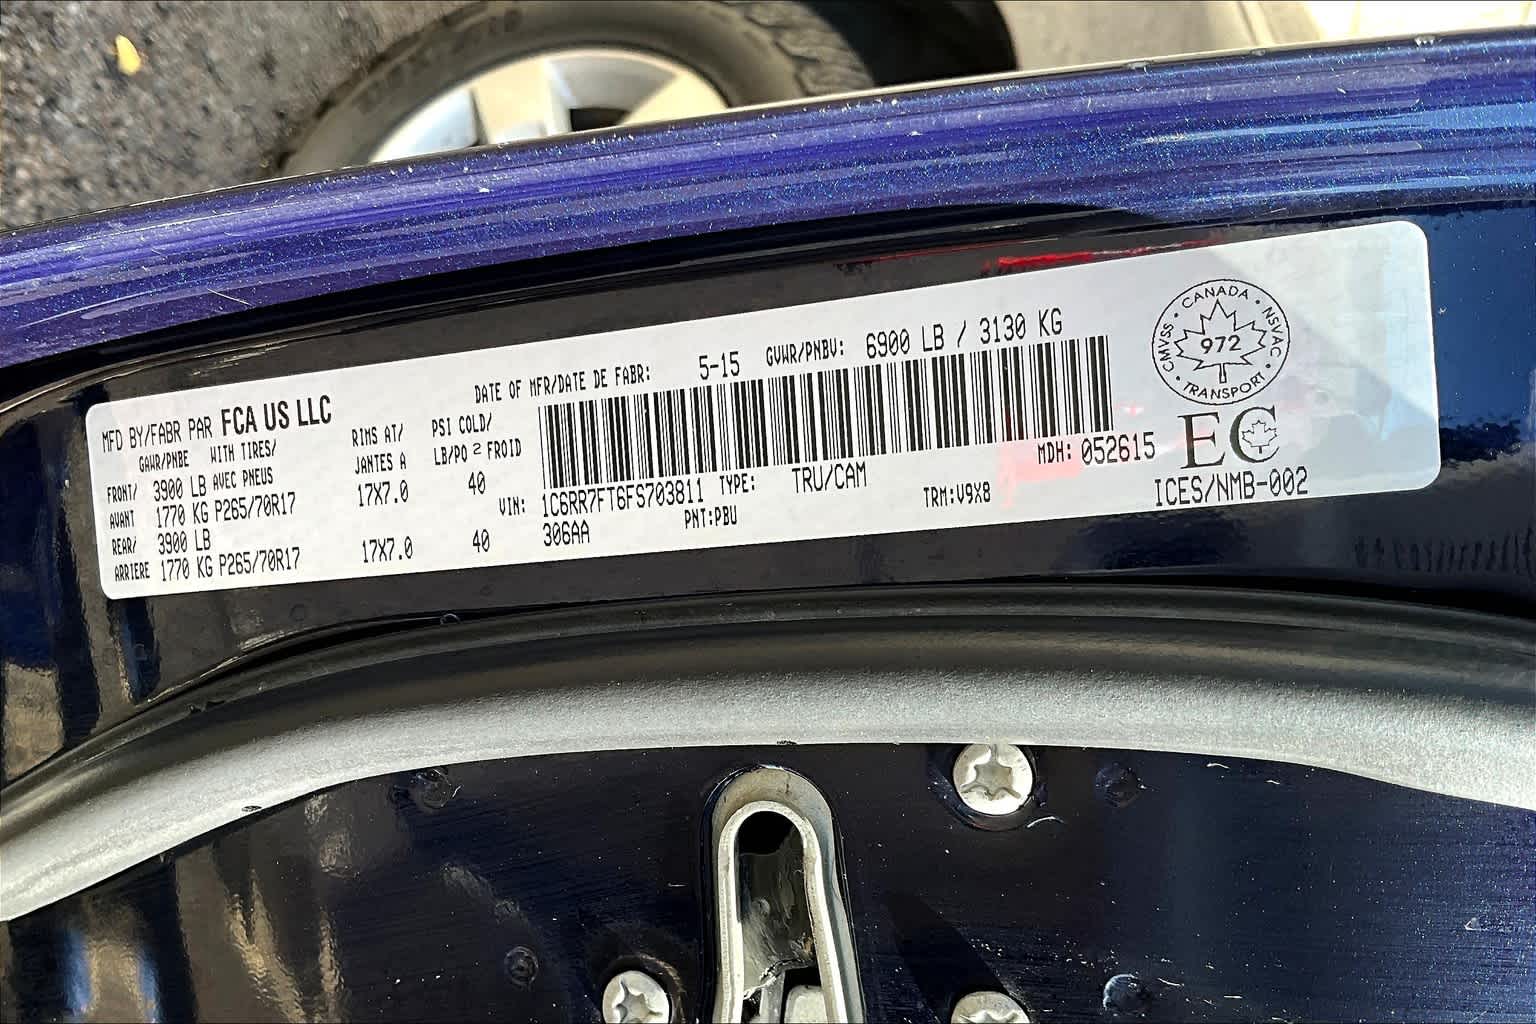 MFD BY/FABR PAR FCA US LLC
DATE OF MFR/DATE DE FABR: 5-15 GVWR/PNBV: 6900 LB / 3130 KG
GAWR/PNBE WITH TIRES/ RIMS AT/ PSI COLD/
AVEC PNEUS JANTES A LB/PO 2 FROID
FRONT/ 3900 LB
AVANT 1770 KG P265/70R17 17X7.0 40
REAR/ 3900 LB
ARRIERE 1770 KG P265/70R17 17X7.0 40
VIN: 1C6RR7FT6FS703811 TYPE: TRU/CAM
306AA PNT:PBU TRM:V9X8
MDH: 052615
CMVSS · CANADA · NSVAC · TRANSPORT ·
972
EC
ICES/NMB-002